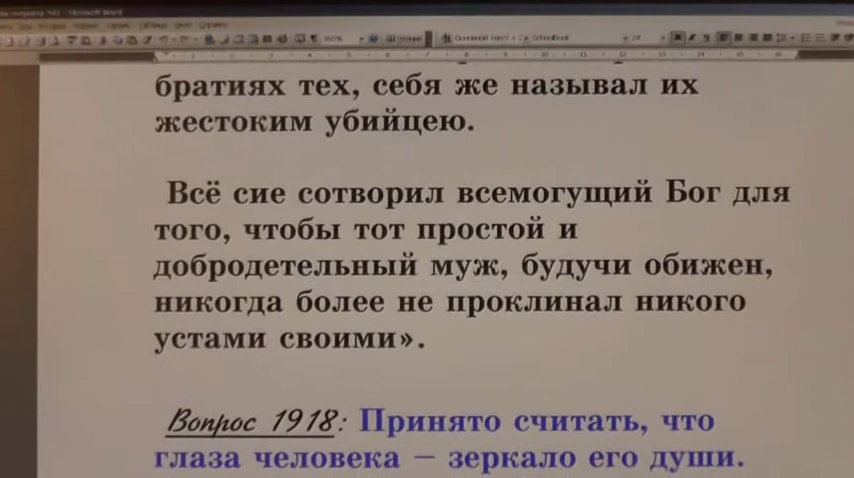 братиях тех, себя же называл их
жестоким убийцею.
Всё сие сотворил всемогущий Бог для
того, чтобы тот простой и
добродетельный муж, будучи обижен,
никогда более не проклинал никого
устами своими».
Вопрос 1918: Принято считать, что
глаза человека – зеркало его души.